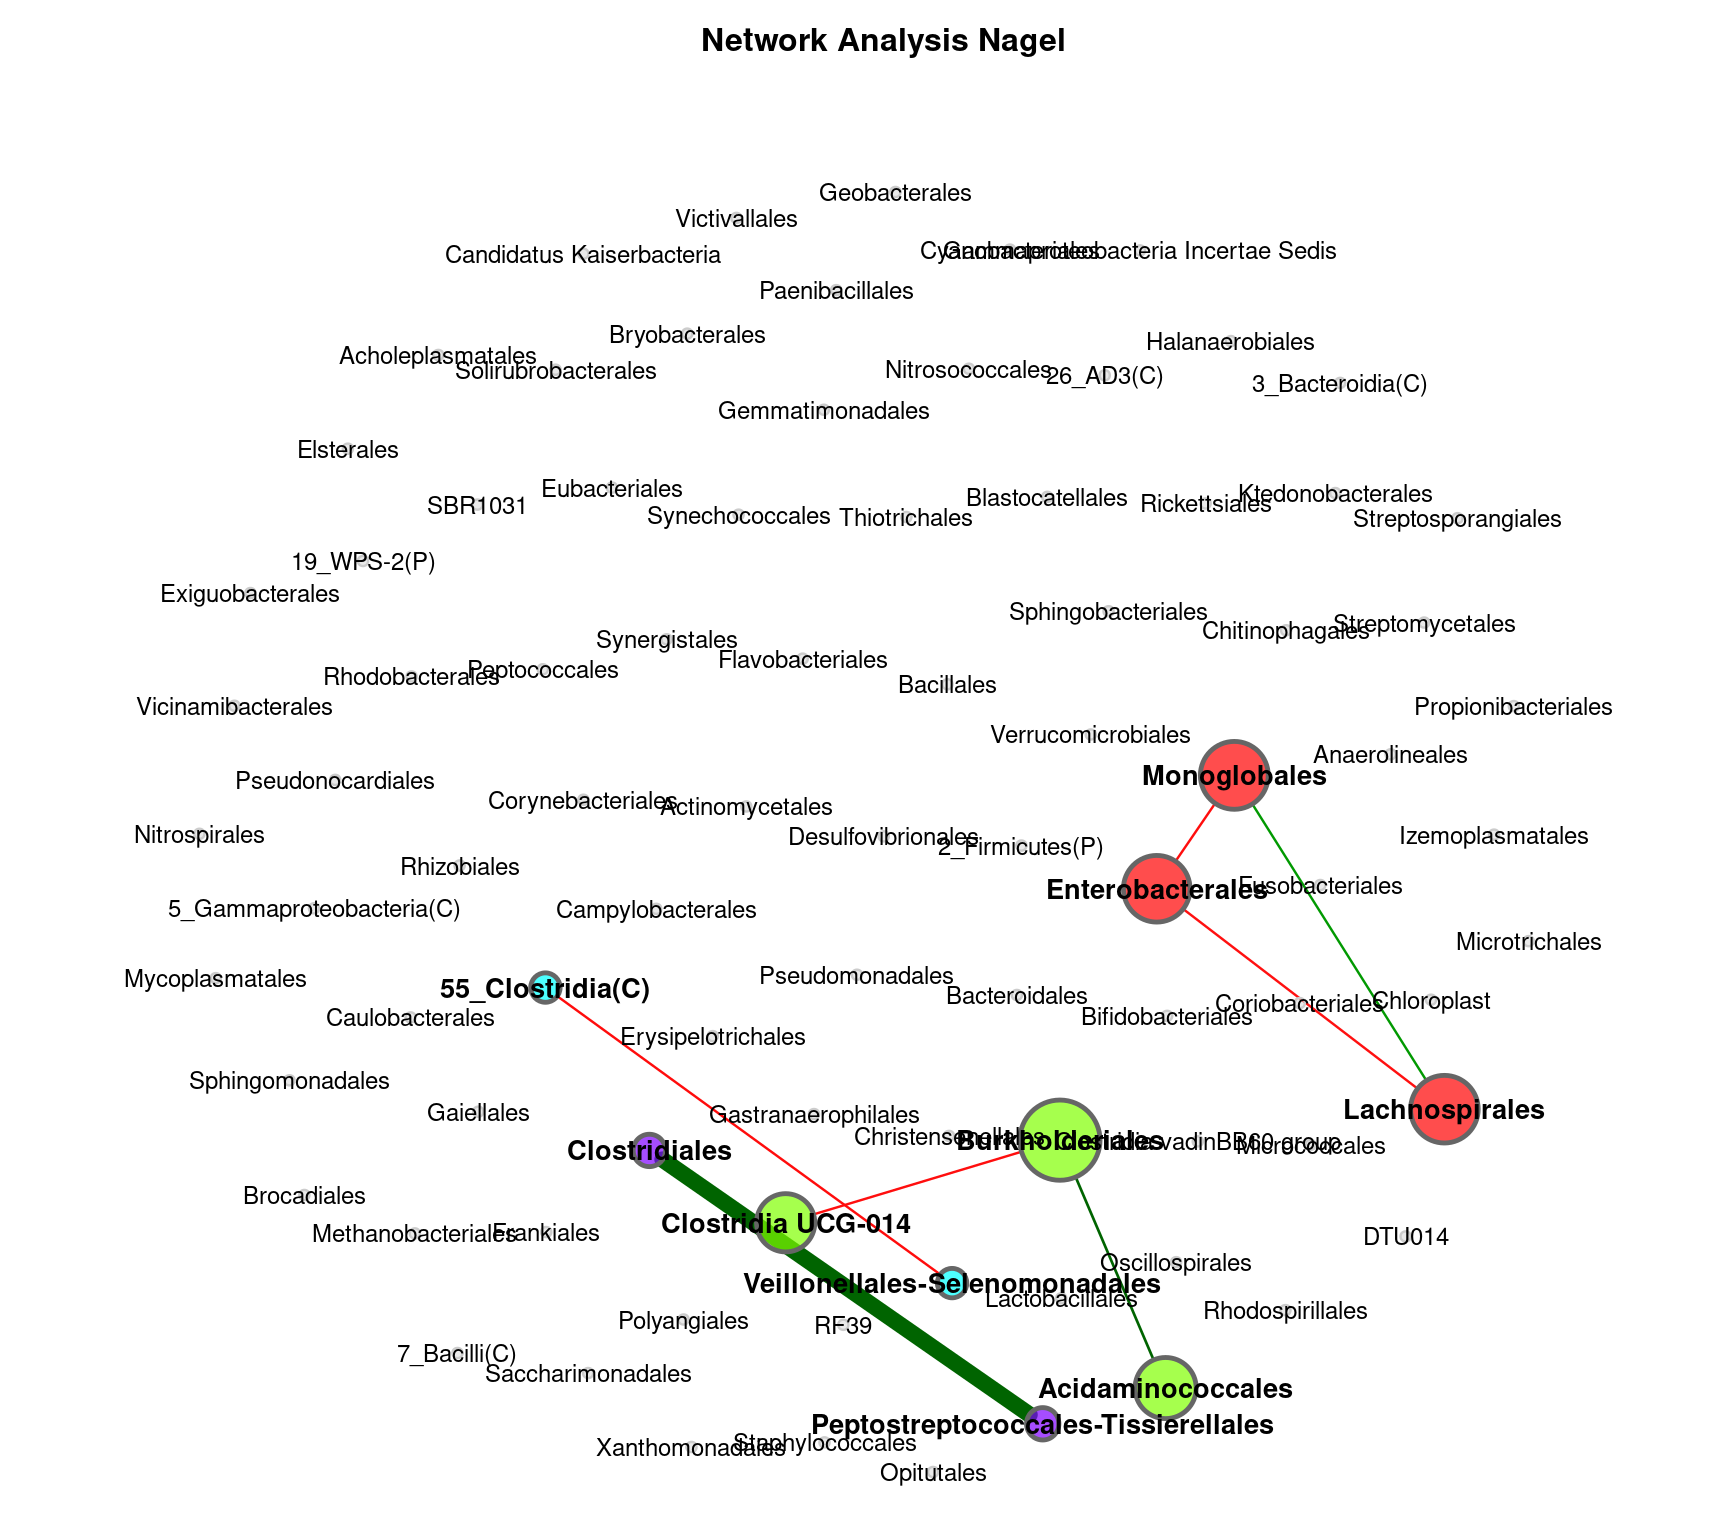 Network Analysis Nagel
Geobacterales
Victivallales
Candidatus Kaiserbacteria
Cyanobacteriales
Gammaproteobacteria Incertae Sedis
Paenibacillales
Bryobacterales
Halanaerobiales
Acholeplasmatales
Solirubrobacterales
Nitrosococcales
26_AD3(C)
3_Bacteroidia(C)
Gemmatimonadales
Elsterales
Eubacteriales
SBR1031
Synechococcales
Thiotrichales
Blastocatellales
Rickettsiales
Ktedonobacterales
Streptosporangiales
19_WPS-2(P)
Exiguobacterales
Sphingobacteriales
Chitinophagales
Streptomycetales
Synergistales
Flavobacteriales
Rhodobacterales
Peptococcales
Bacillales
Vicinamibacterales
Propionibacteriales
Verrucomicrobiales
Anaerolineales
Monoglobales
Pseudonocardiales
Corynebacteriales
Actinomycetales
Nitrospirales
Desulfovibrionales
2_Firmicutes(P)
Izemoplasmatales
Rhizobiales
Enterobacterales
Fusobacteriales
5_Gammaproteobacteria(C)
Campylobacterales
Microtrichales
Mycoplasmatales
55_Clostridia(C)
Pseudomonadales
Bacteroidales
Coriobacteriales
Chloroplast
Caulobacterales
Bifidobacteriales
Erysipelotrichales
Sphingomonadales
Gaiellales
Gastranaerophilales
Lachnospirales
Clostridiales
Christensenellales
Burkholderiales
Clostridia vadinBB60 group
Micrococcales
Brocadiales
Clostridia UCG-014
Methanobacteriales
Frankiales
DTU014
Oscillospirales
Veillonellales-Selenomonadales
Lactobacillales
Rhodospirillales
Polyangiales
RF39
7_Bacilli(C)
Saccharimonadales
Acidaminococcales
Peptostreptococcales-Tissierellales
Xanthomonadales
Staphylococcales
Opitutales